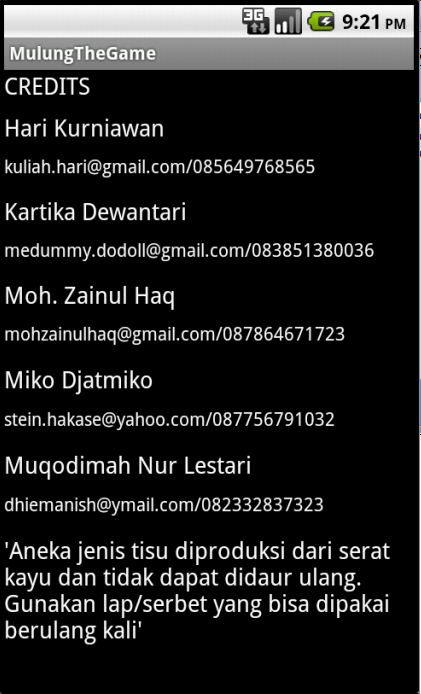 3G 9:21 PM
MulungTheGame
CREDITS
Hari Kurniawan
kuliah.hari@gmail.com/085649768565
Kartika Dewantari
medummy.dodoll@gmail.com/083851380036
Moh. Zainul Haq
mohzainulhaq@gmail.com/087864671723
Miko Djatmiko
stein.hakase@yahoo.com/087756791032
Muqodimah Nur Lestari
dhiemanish@ymail.com/082332837323
'Aneka jenis tisu diproduksi dari serat
kayu dan tidak dapat didaur ulang.
Gunakan lap/serbet yang bisa dipakai
berulang kali'